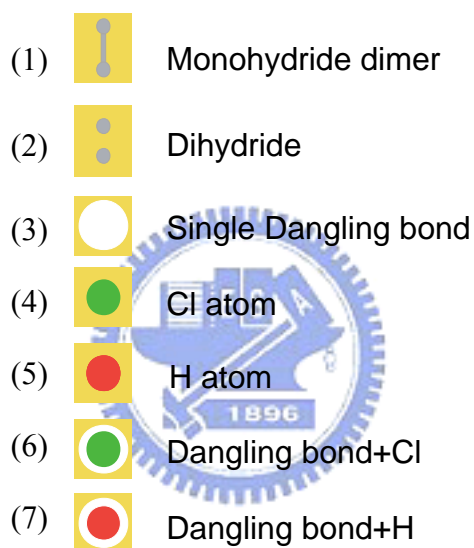 (1) Monohydride dimer
(2) Dihydride
(3) Single Dangling bond
(4) Cl atom
(5) H atom
1896
(6) Dangling bond+Cl
(7) Dangling bond+H